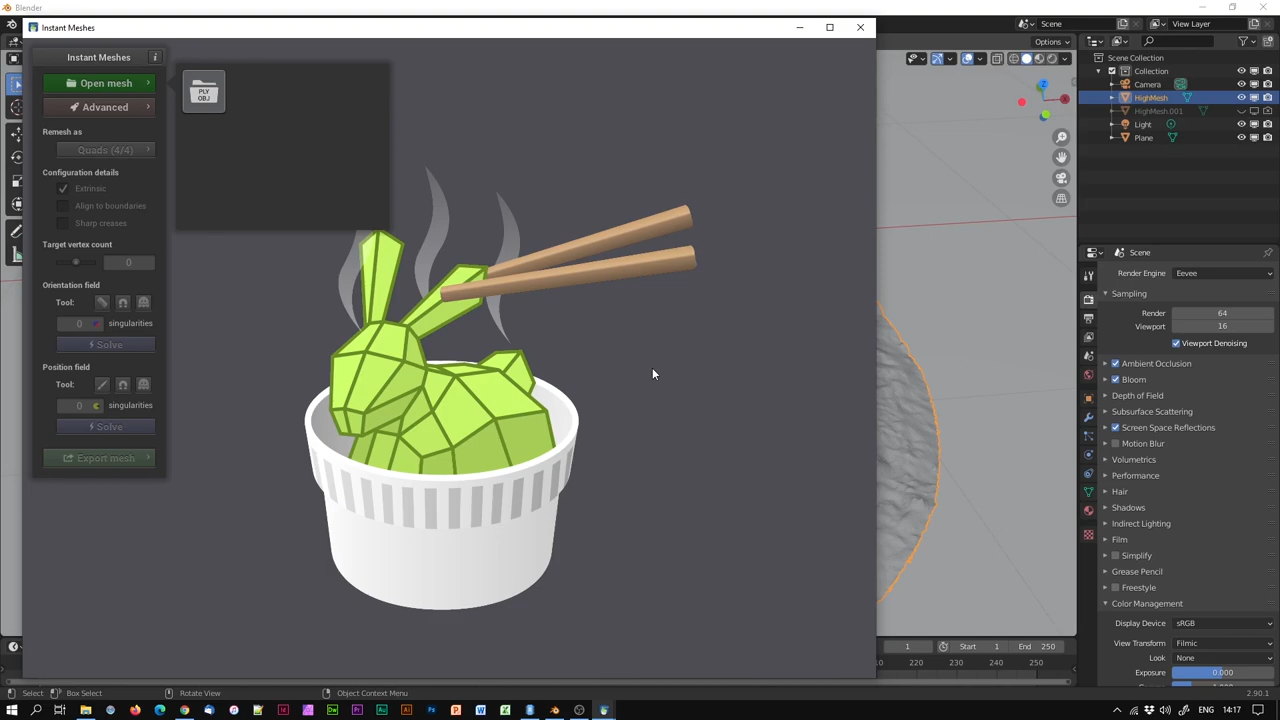 Blender
Instant Meshes
Instant Meshes
i
Open mesh
Advanced
Remesh as
Quads (4/4)
Configuration details
Extrinsic
Align to boundaries
Sharp creases
Target vertex count
0
Orientation field
Tool:
0
singularities
Solve
Position field
Tool:
0
singularities
Solve
Export mesh
PLY
OBJ
Scene
View Layer
Options
Scene Collection
Collection
Camera
HighMesh
HighMesh.001
Light
Plane
Scene
Render Engine
Eevee
Sampling
Render
64
Viewport
16
Viewport Denoising
Ambient Occlusion
Bloom
Depth of Field
Subsurface Scattering
Screen Space Reflections
Motion Blur
Volumetrics
Performance
Hair
Shadows
Indirect Lighting
Film
Simplify
Grease Pencil
Freestyle
Color Management
Display Device
sRGB
View Transform
Filmic
Look
None
Exposure
0.000
1
Start
1
End
250
220
230
240
250
Select
Box Select
Rotate View
Object Context Menu
2.90.1
ENG
14:17